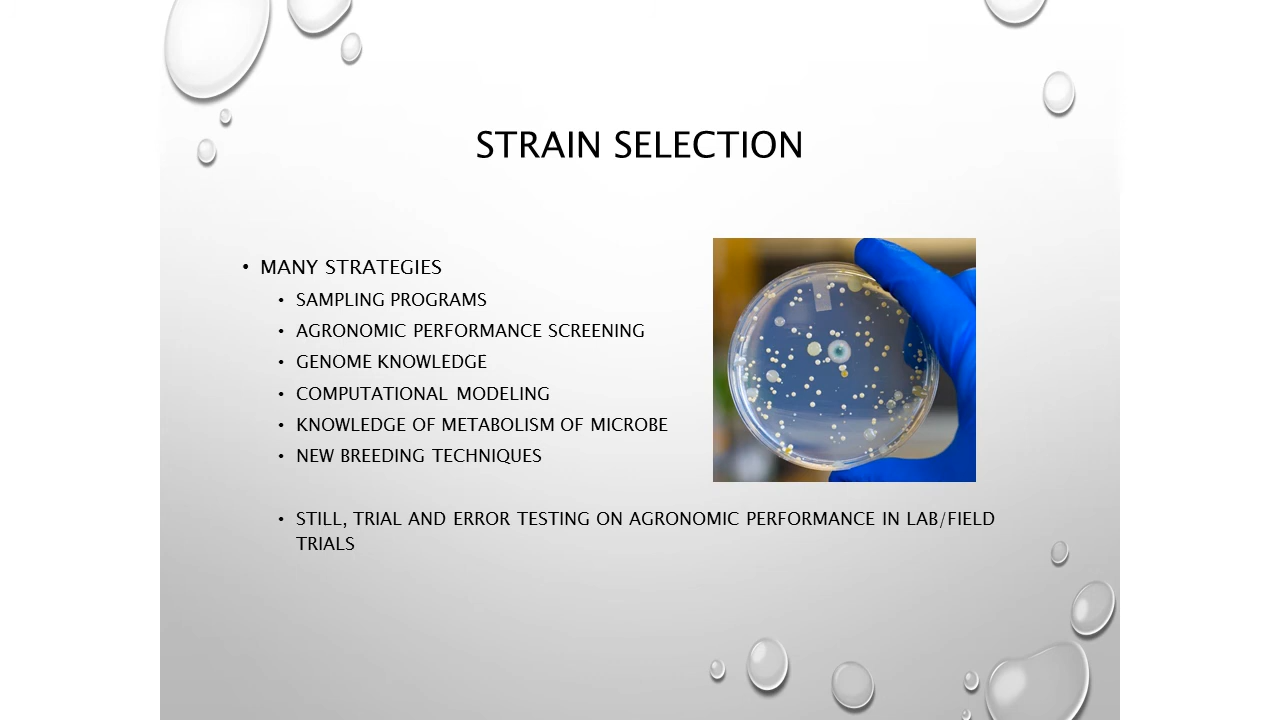 STRAIN SELECTION
• MANY STRATEGIES
• SAMPLING PROGRAMS
• AGRONOMIC PERFORMANCE SCREENING
• GENOME KNOWLEDGE
• COMPUTATIONAL MODELING
• KNOWLEDGE OF METABOLISM OF MICROBE
• NEW BREEDING TECHNIQUES
• STILL, TRIAL AND ERROR TESTING ON AGRONOMIC PERFORMANCE IN LAB/FIELD
TRIALS